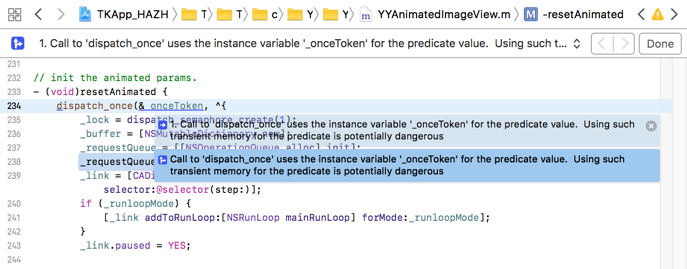 TKApp_HAZH T T c Y Y YYAnimatedImageView.m -resetAnimated
1. Call to 'dispatch_once' uses the instance variable '_onceToken' for the predicate value. Using such t... Done
231
232 // init the animated params.
233 - (void)resetAnimated {
234 dispatch_once(&_onceToken, ^{
235 _lock = dispatch_semaphore_create(1);
1. Call to 'dispatch_once' uses the instance variable '_onceToken' for the predicate value. Using such
transient memory for the predicate is potentially dangerous
236 _buffer = [NSMutableDictionary new];
237 _requestQueue = [[NSOperationQueue alloc] init];
238 _requestQueue
Call to 'dispatch_once' uses the instance variable '_onceToken' for the predicate value. Using such
transient memory for the predicate is potentially dangerous
239 _link = [CADi
selector:@selector(step:)];
240 if (_runloopMode) {
241 [_link addToRunLoop:[NSRunLoop mainRunLoop] forMode:_runloopMode];
242 }
243 _link.paused = YES;
244